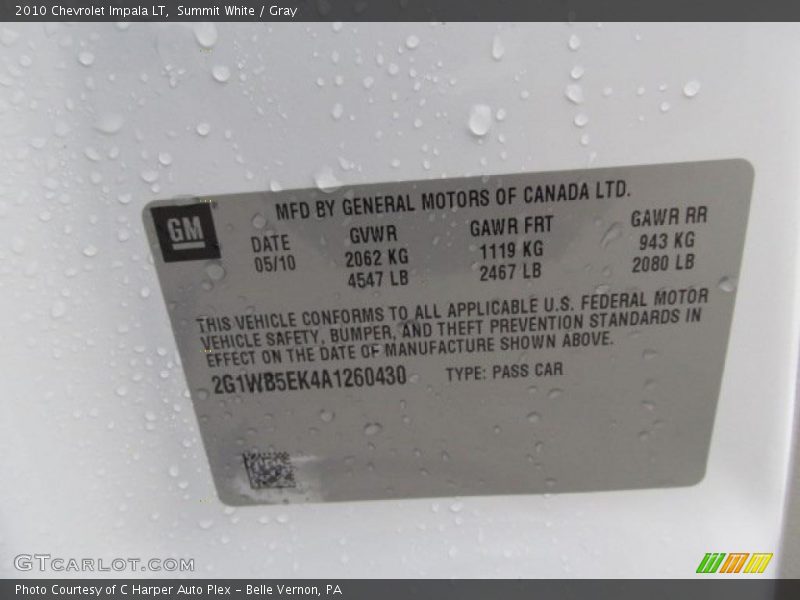 2010 Chevrolet Impala LT, Summit White / Gray
GM
MFD BY GENERAL MOTORS OF CANADA LTD.
DATE GVWR GAWR FRT GAWR RR
05/10 2062 KG 1119 KG 943 KG
4547 LB 2467 LB 2080 LB
THIS VEHICLE CONFORMS TO ALL APPLICABLE U.S. FEDERAL MOTOR
VEHICLE SAFETY, BUMPER, AND THEFT PREVENTION STANDARDS IN
EFFECT ON THE DATE OF MANUFACTURE SHOWN ABOVE.
2G1WB5EK4A1260430 TYPE: PASS CAR
GTCARLOT.COM
Photo Courtesy of C Harper Auto Plex - Belle Vernon, PA